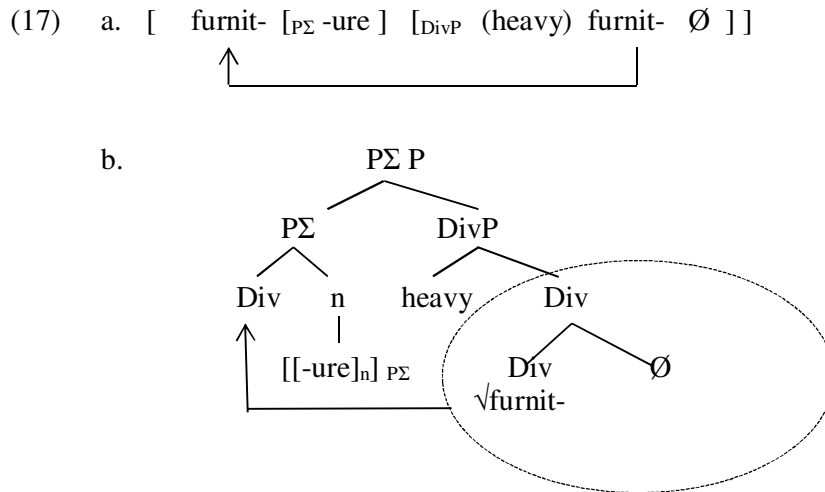 (17) a. [ furnit- [PΣ -ure ] [DivP (heavy) furnit- Ø ] ]
b. PΣ P
PΣ DivP
Div n heavy Div
[[-ure]n] PΣ Div Ø
√furnit-